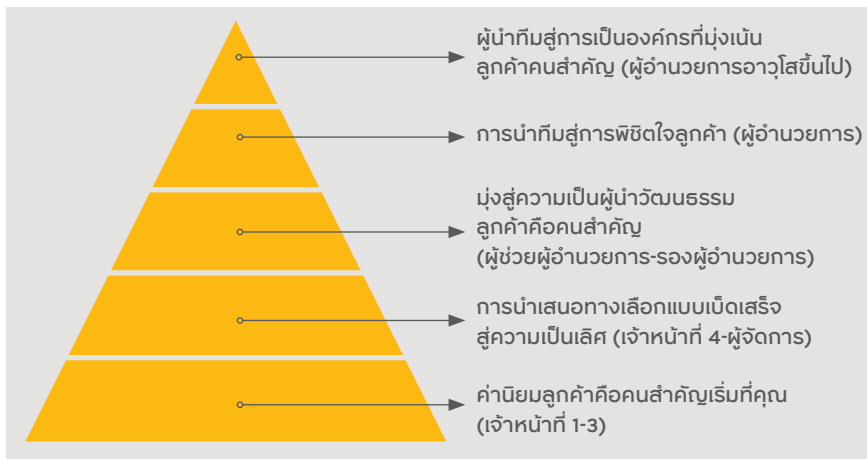 ผู้นำทีมสู่การเป็นองค์กรที่มุ่งเน้น
ลูกค้าคนสำคัญ (ผู้อำนวยการอาวุโสขึ้นไป)
การนำทีมสู่การพิชิตใจลูกค้า (ผู้อำนวยการ)
มุ่งสู่ความเป็นผู้นำวัฒนธรรม
ลูกค้าคือคนสำคัญ
(ผู้ช่วยผู้อำนวยการ-รองผู้อำนวยการ)
การนำเสนอทางเลือกแบบเบ็ดเสร็จ
สู่ความเป็นเลิศ (เจ้าหน้าที่ 4-ผู้จัดการ)
ค่านิยมลูกค้าคือคนสำคัญเริ่มที่คุณ
(เจ้าหน้าที่ 1-3)